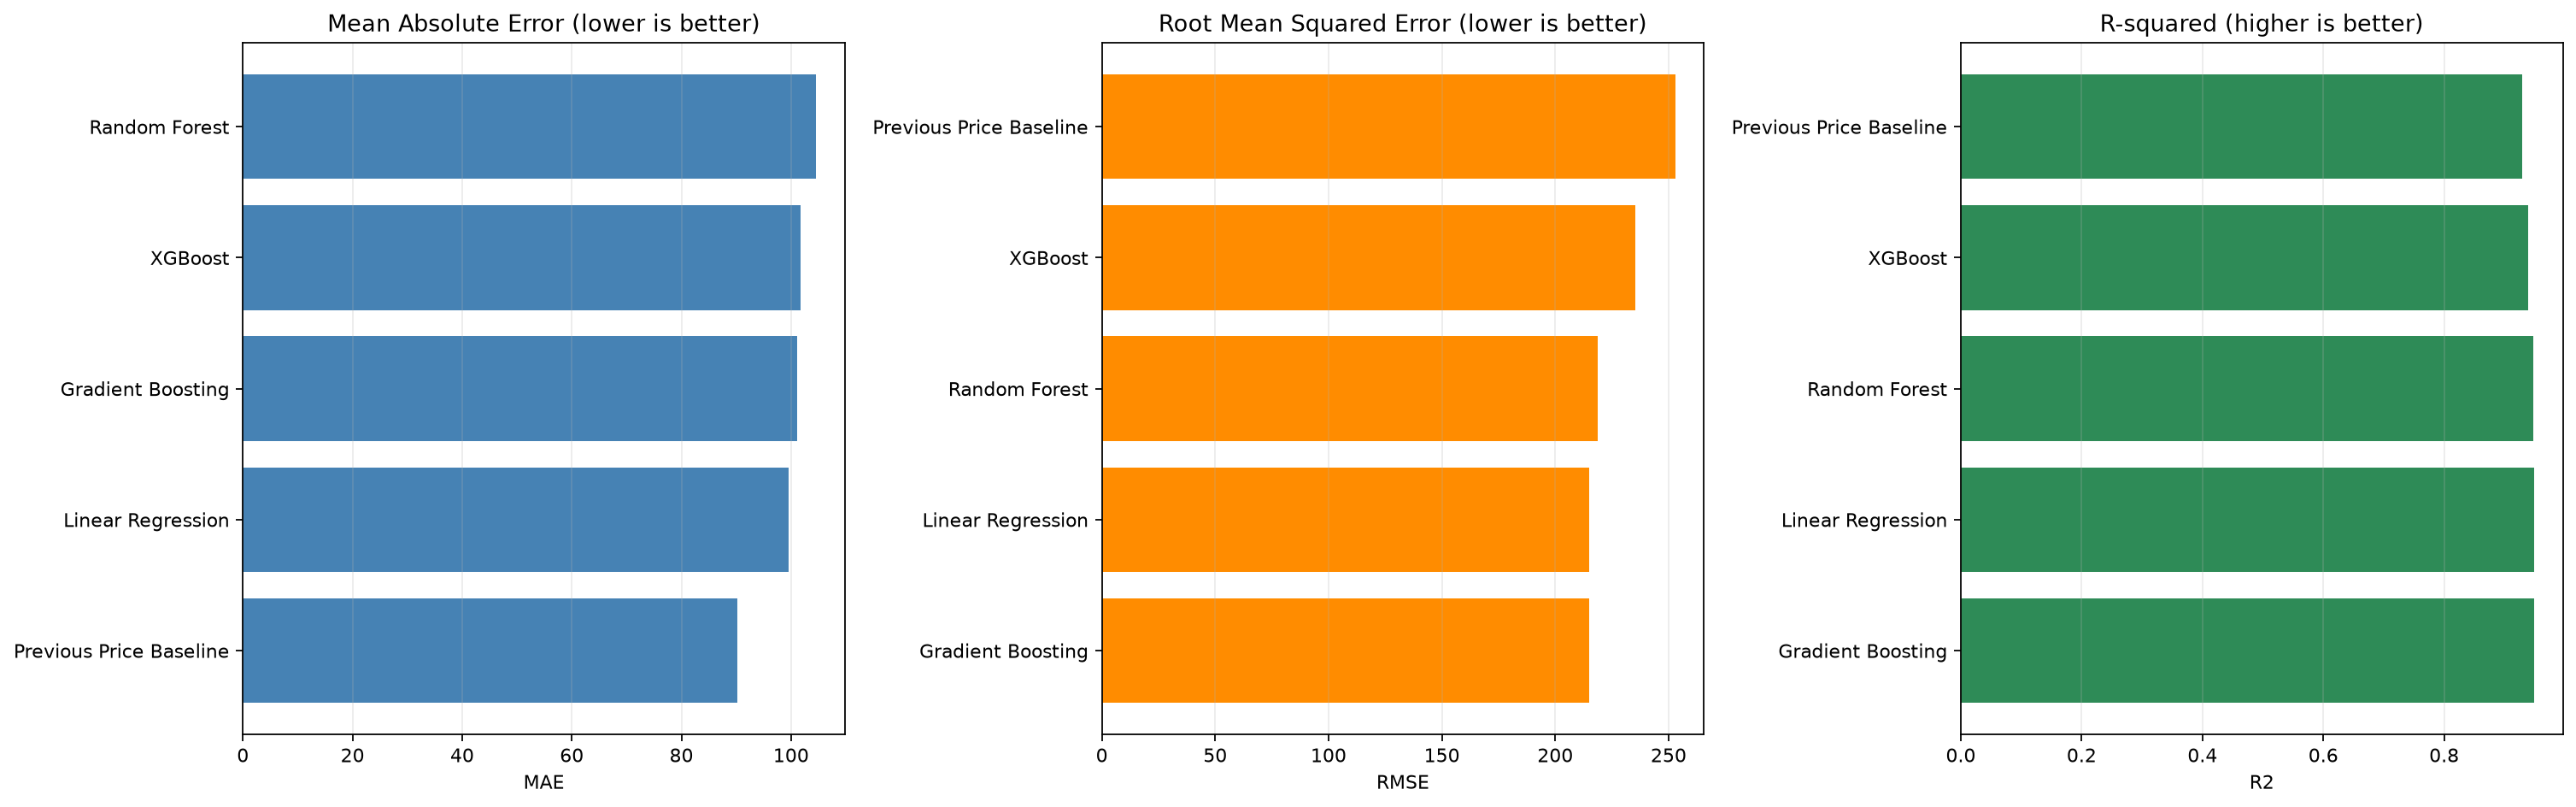 Mean Absolute Error (lower is better)
Random Forest
XGBoost
Gradient Boosting
Linear Regression
Previous Price Baseline
0 20 40 60 80 100
MAE
Root Mean Squared Error (lower is better)
Previous Price Baseline
XGBoost
Random Forest
Linear Regression
Gradient Boosting
0 50 100 150 200 250
RMSE
R-squared (higher is better)
Previous Price Baseline
XGBoost
Random Forest
Linear Regression
Gradient Boosting
0.0 0.2 0.4 0.6 0.8
R2